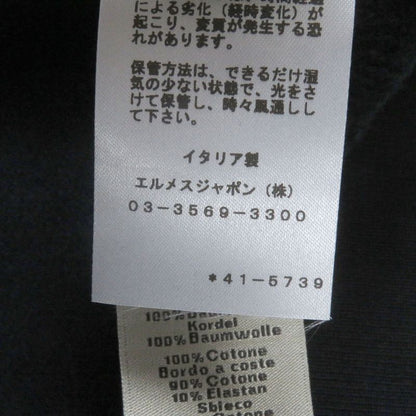 による劣化(経時変化)が
起こり、変質が発生する恐
れがあります。
保管方法は、できるだけ湿
気の少ない状態で、光をさ
けて保管し、時々風通しし
て下さい。
イタリア製
エルメスジャポン(株)
03-3569-3300
*41-5739
Kordel
100%Baumwolle
100%Cotone
Bordo a coste
90%Cotone
10%Elastan
Sbieco